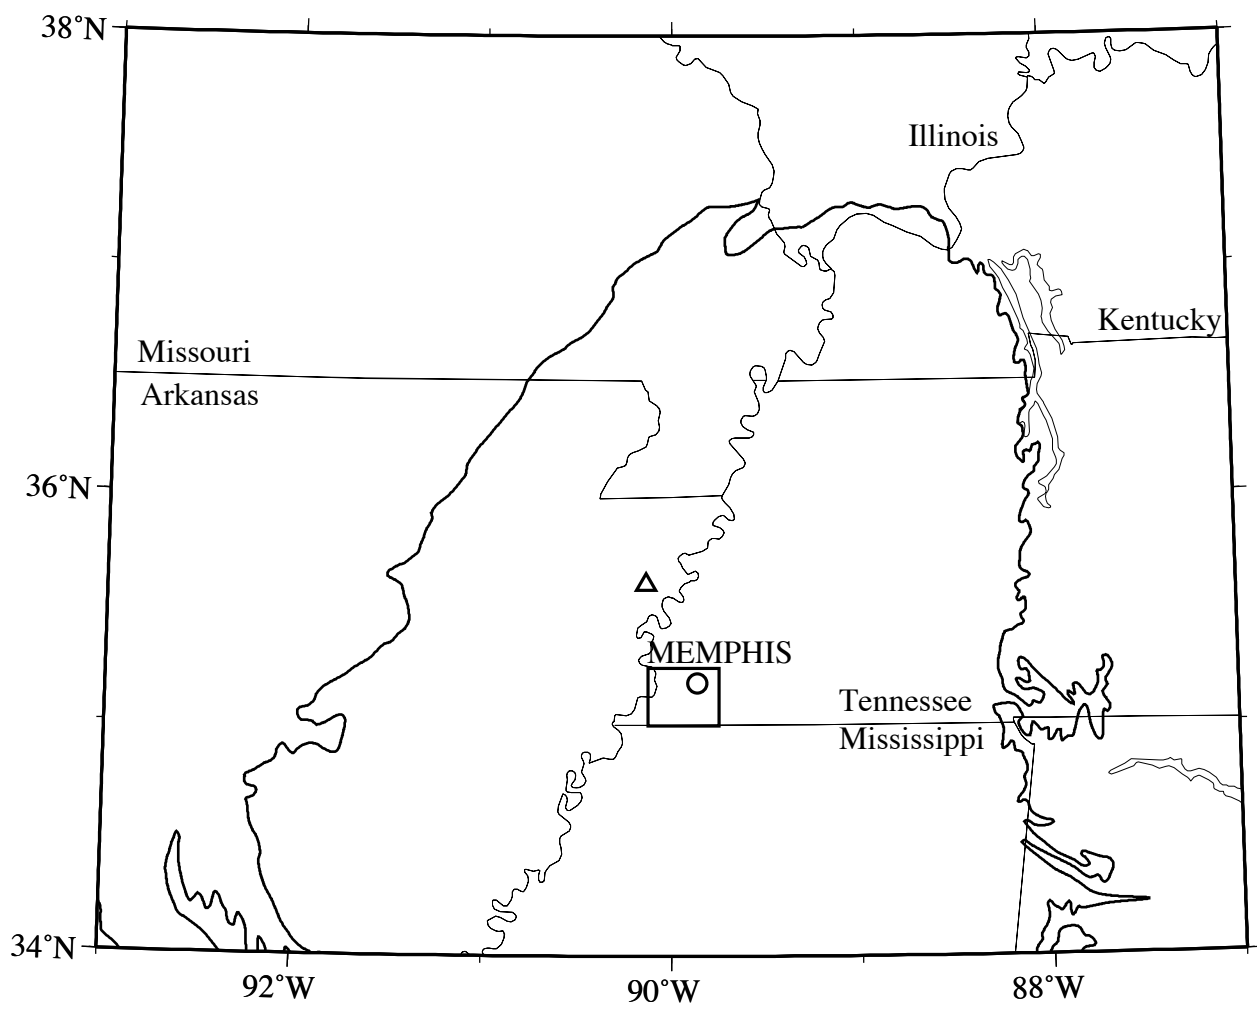 38°N
Illinois
Kentucky
Missouri
Arkansas
36°N
MEMPHIS
Tennessee
Mississippi
34°N
92°W
90°W
88°W